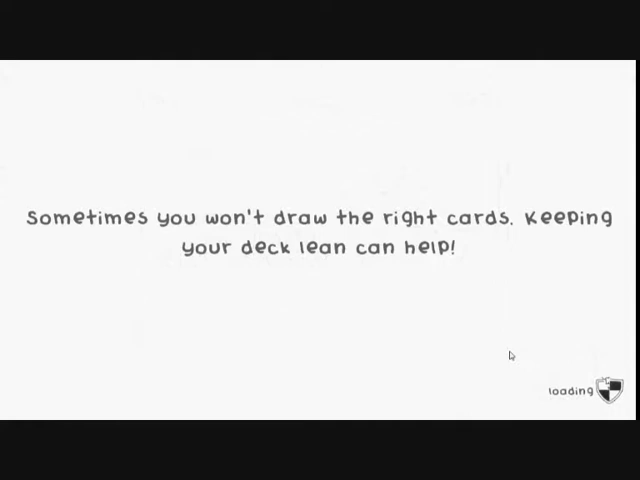 Sometimes you won't draw the right cards. Keeping
your deck lean can help!
loading